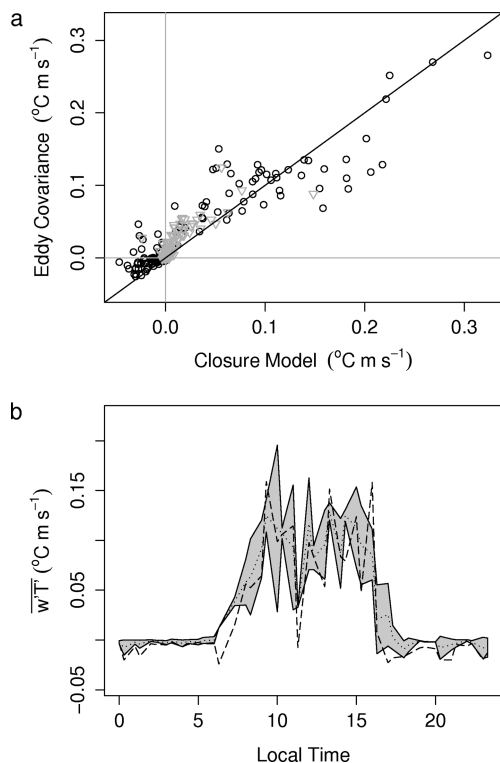 a
Eddy Covariance (°C m s⁻¹)
0.0 0.1 0.2 0.3
0.0 0.1 0.2 0.3
Closure Model (°C m s⁻¹)
b
w'T' (°C m s⁻¹)
−0.05 0.05 0.15
0 5 10 15 20
Local Time